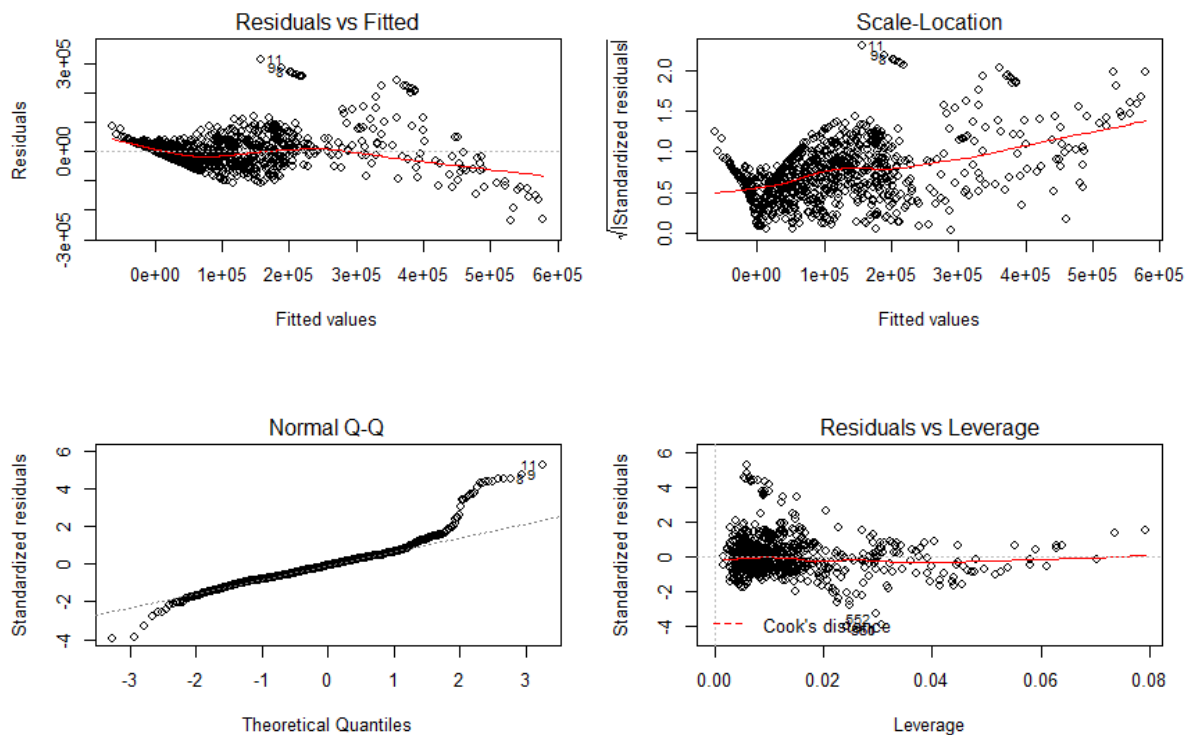 Residuals vs Fitted
Residuals
-3e+05
0e+00
3e+05
11
9
8
0e+00 1e+05 2e+05 3e+05 4e+05 5e+05 6e+05
Fitted values
Scale-Location
√|Standardized residuals|
0.0
0.5
1.0
1.5
2.0
11
9
8
0e+00 1e+05 2e+05 3e+05 4e+05 5e+05 6e+05
Fitted values
Normal Q-Q
Standardized residuals
6
4
2
0
-2
-4
11
9
8
-3 -2 -1 0 1 2 3
Theoretical Quantiles
Residuals vs Leverage
Standardized residuals
6
4
2
0
-2
-4
11
552
Cook's distance
0.00 0.02 0.04 0.06 0.08
Leverage